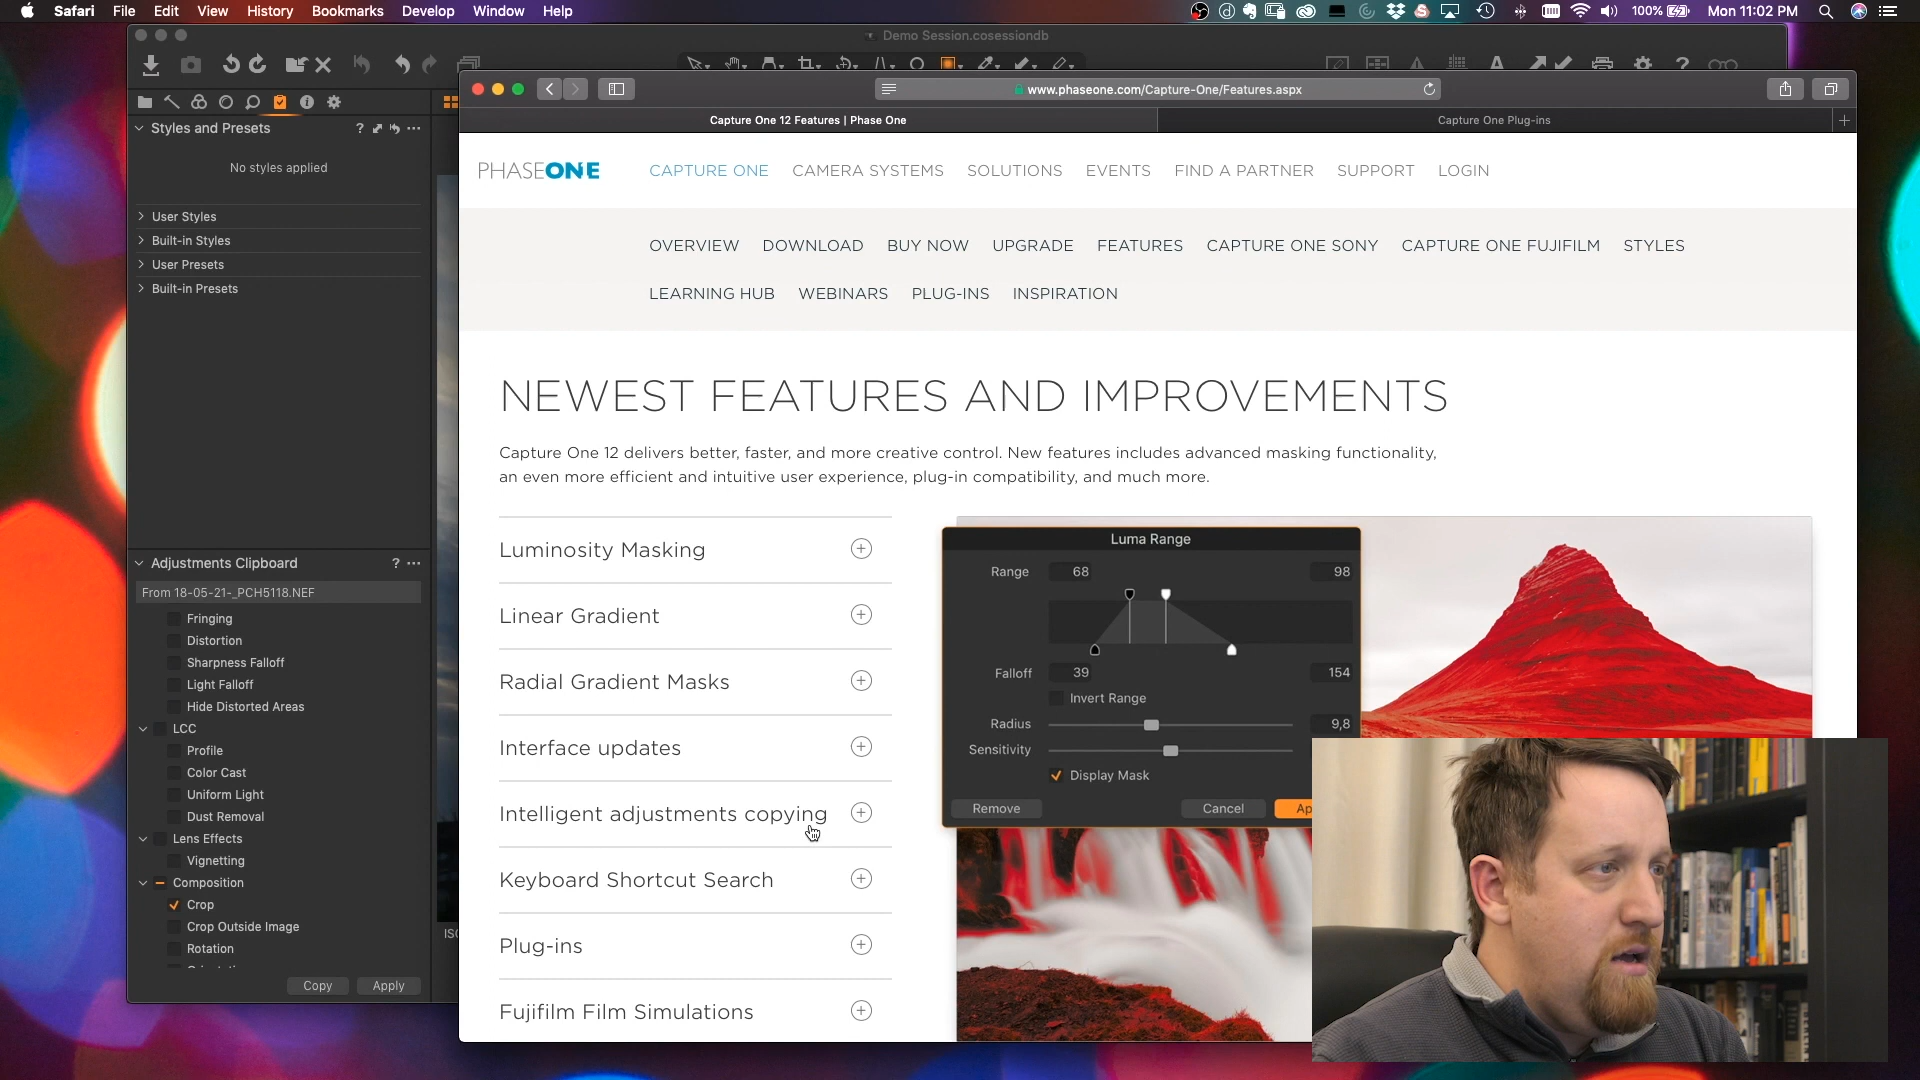 Safari File Edit View History Bookmarks Develop Window Help
100% Mon 11:02 PM
Demo Session.cosessiondb
www.phaseone.com/Capture-One/Features.aspx
Capture One 12 Features | Phase One
Capture One Plug-ins
Styles and Presets
No styles applied
User Styles
Built-in Styles
User Presets
Built-in Presets
Adjustments Clipboard
From 18-05-21-_PCH5118.NEF
Fringing
Distortion
Sharpness Falloff
Light Falloff
Hide Distorted Areas
LCC
Profile
Color Cast
Uniform Light
Dust Removal
Lens Effects
Vignetting
Composition
Crop
Crop Outside Image
Rotation
Copy Apply
PHASEONE
CAPTURE ONE CAMERA SYSTEMS SOLUTIONS EVENTS FIND A PARTNER SUPPORT LOGIN
OVERVIEW DOWNLOAD BUY NOW UPGRADE FEATURES CAPTURE ONE SONY CAPTURE ONE FUJIFILM STYLES
LEARNING HUB WEBINARS PLUG-INS INSPIRATION
NEWEST FEATURES AND IMPROVEMENTS
Capture One 12 delivers better, faster, and more creative control. New features includes advanced masking functionality,
an even more efficient and intuitive user experience, plug-in compatibility, and much more.
Luminosity Masking
Linear Gradient
Radial Gradient Masks
Interface updates
Intelligent adjustments copying
Keyboard Shortcut Search
Plug-ins
Fujifilm Film Simulations
Luma Range
Range 68 98
Falloff 39 154
Invert Range
Radius 9,8
Sensitivity
Display Mask
Remove Cancel Ap